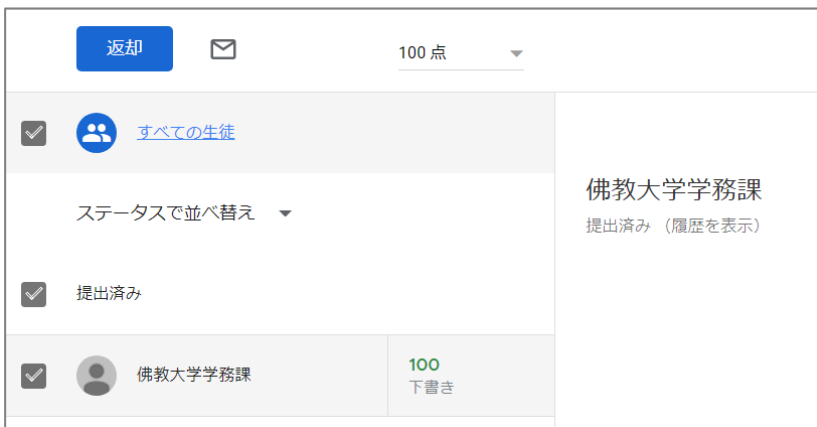 返却
100 点
すべての生徒
ステータスで並べ替え
提出済み
佛教大学学務課
100
下書き
佛教大学学務課
提出済み （履歴を表示）